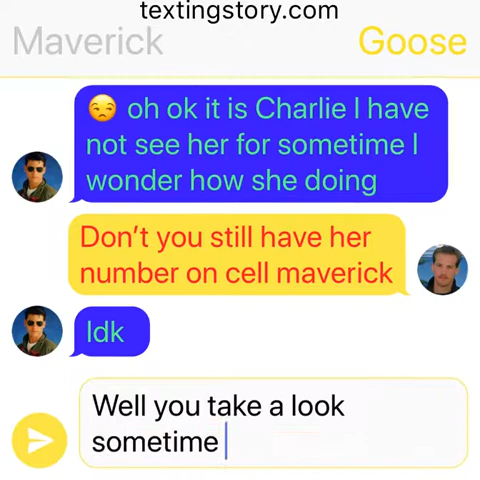 textingstory.com
Maverick Goose
😒 oh ok it is Charlie I have
not see her for sometime I
wonder how she doing
Don't you still have her
number on cell maverick
Idk
Well you take a look
sometime